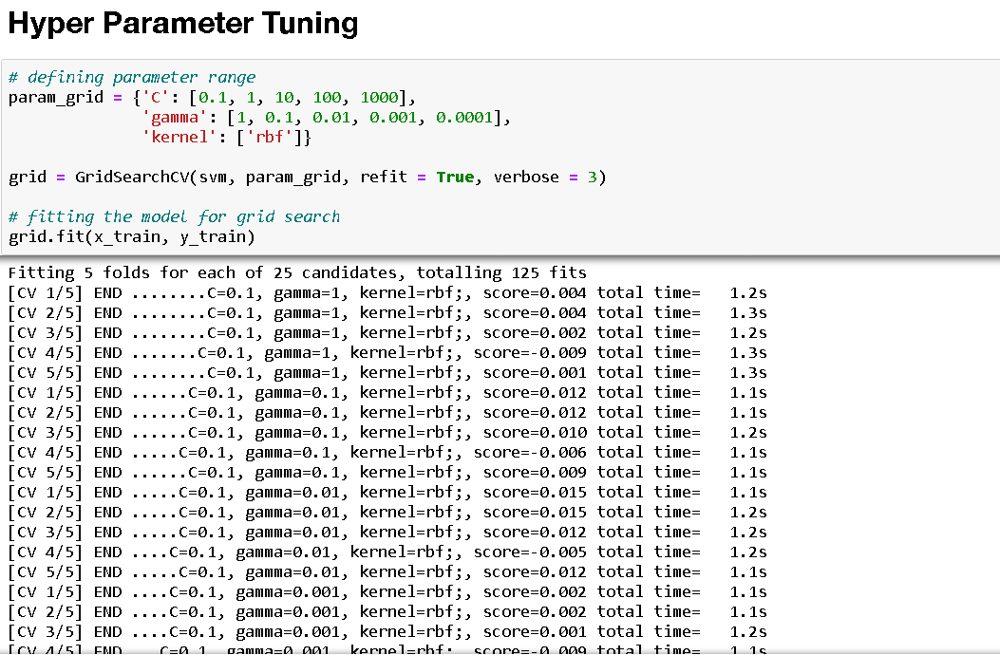 Hyper Parameter Tuning
# defining parameter range
param_grid = {'C': [0.1, 1, 10, 100, 1000],
'gamma': [1, 0.1, 0.01, 0.001, 0.0001],
'kernel': ['rbf']}
grid = GridSearchCV(svm, param_grid, refit = True, verbose = 3)
# fitting the model for grid search
grid.fit(x_train, y_train)
Fitting 5 folds for each of 25 candidates, totalling 125 fits
[CV 1/5] END ........C=0.1, gamma=1, kernel=rbf;, score=0.004 total time=   1.2s
[CV 2/5] END ........C=0.1, gamma=1, kernel=rbf;, score=0.004 total time=   1.3s
[CV 3/5] END ........C=0.1, gamma=1, kernel=rbf;, score=0.002 total time=   1.2s
[CV 4/5] END .......C=0.1, gamma=1, kernel=rbf;, score=-0.009 total time=   1.3s
[CV 5/5] END ........C=0.1, gamma=1, kernel=rbf;, score=0.001 total time=   1.3s
[CV 1/5] END ......C=0.1, gamma=0.1, kernel=rbf;, score=0.012 total time=   1.1s
[CV 2/5] END ......C=0.1, gamma=0.1, kernel=rbf;, score=0.012 total time=   1.1s
[CV 3/5] END ......C=0.1, gamma=0.1, kernel=rbf;, score=0.010 total time=   1.2s
[CV 4/5] END .....C=0.1, gamma=0.1, kernel=rbf;, score=-0.006 total time=   1.1s
[CV 5/5] END ......C=0.1, gamma=0.1, kernel=rbf;, score=0.009 total time=   1.1s
[CV 1/5] END .....C=0.1, gamma=0.01, kernel=rbf;, score=0.015 total time=   1.1s
[CV 2/5] END .....C=0.1, gamma=0.01, kernel=rbf;, score=0.015 total time=   1.2s
[CV 3/5] END .....C=0.1, gamma=0.01, kernel=rbf;, score=0.012 total time=   1.2s
[CV 4/5] END ....C=0.1, gamma=0.01, kernel=rbf;, score=-0.005 total time=   1.2s
[CV 5/5] END .....C=0.1, gamma=0.01, kernel=rbf;, score=0.012 total time=   1.1s
[CV 1/5] END ....C=0.1, gamma=0.001, kernel=rbf;, score=0.002 total time=   1.1s
[CV 2/5] END ....C=0.1, gamma=0.001, kernel=rbf;, score=0.002 total time=   1.1s
[CV 3/5] END ....C=0.1, gamma=0.001, kernel=rbf;, score=0.001 total time=   1.2s
[CV 4/5] END ...C=0.1, gamma=0.001, kernel=rbf;, score=-0.009 total time=   1.1s